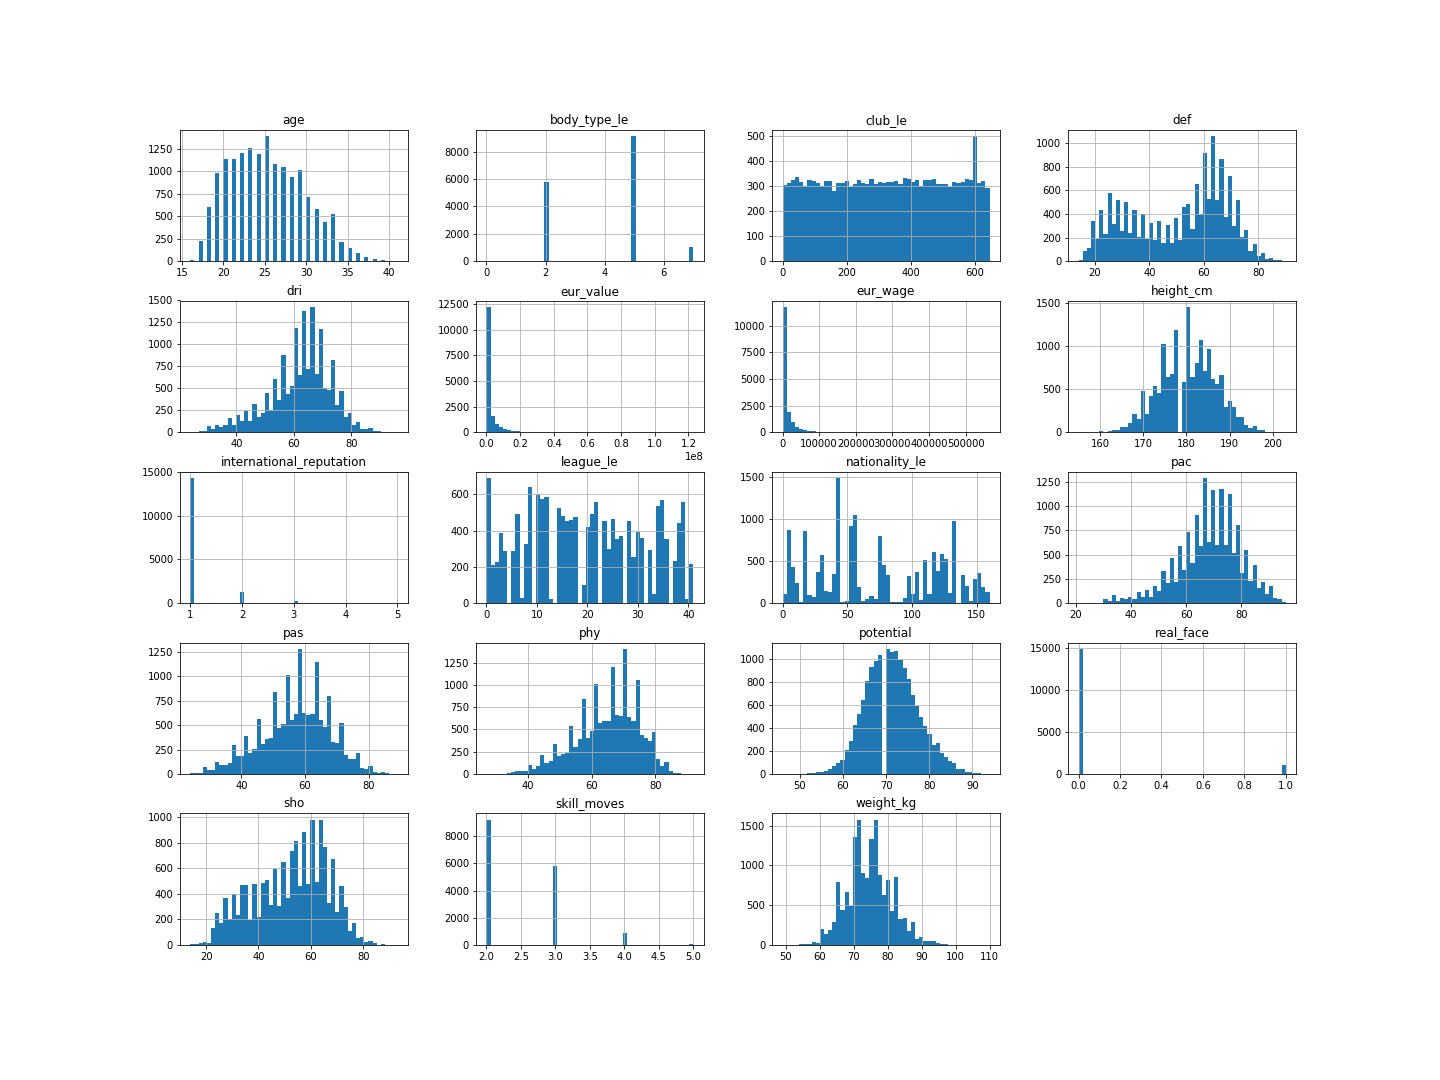 age
body_type_le
club_le
def
1250
1000
750
500
250
0
15 20 25 30 35 40
8000
6000
4000
2000
0
0 2 4 6
500
400
300
200
100
0
0 200 400 600
1000
800
600
400
200
0
20 40 60 80
dri
eur_value
eur_wage
height_cm
1500
1250
1000
750
500
250
0
40 60 80
12500
10000
7500
5000
2500
0
0.0 0.2 0.4 0.6 0.8 1.0 1.2
1e8
10000
7500
5000
2500
0
0 100000 200000 300000 400000 500000
1500
1000
500
0
160 170 180 190 200
international_reputation
league_le
nationality_le
pac
15000
10000
5000
0
1 2 3 4 5
600
400
200
0
0 10 20 30 40
1500
1000
500
0
0 50 100 150
1250
1000
750
500
250
0
20 40 60 80
pas
phy
potential
real_face
1250
1000
750
500
250
0
40 60 80
1250
1000
750
500
250
0
40 60 80
1000
800
600
400
200
0
50 60 70 80 90
15000
10000
5000
0
0.0 0.2 0.4 0.6 0.8 1.0
sho
skill_moves
weight_kg
1000
800
600
400
200
0
20 40 60 80
8000
6000
4000
2000
0
2.0 2.5 3.0 3.5 4.0 4.5 5.0
1500
1000
500
0
50 60 70 80 90 100 110